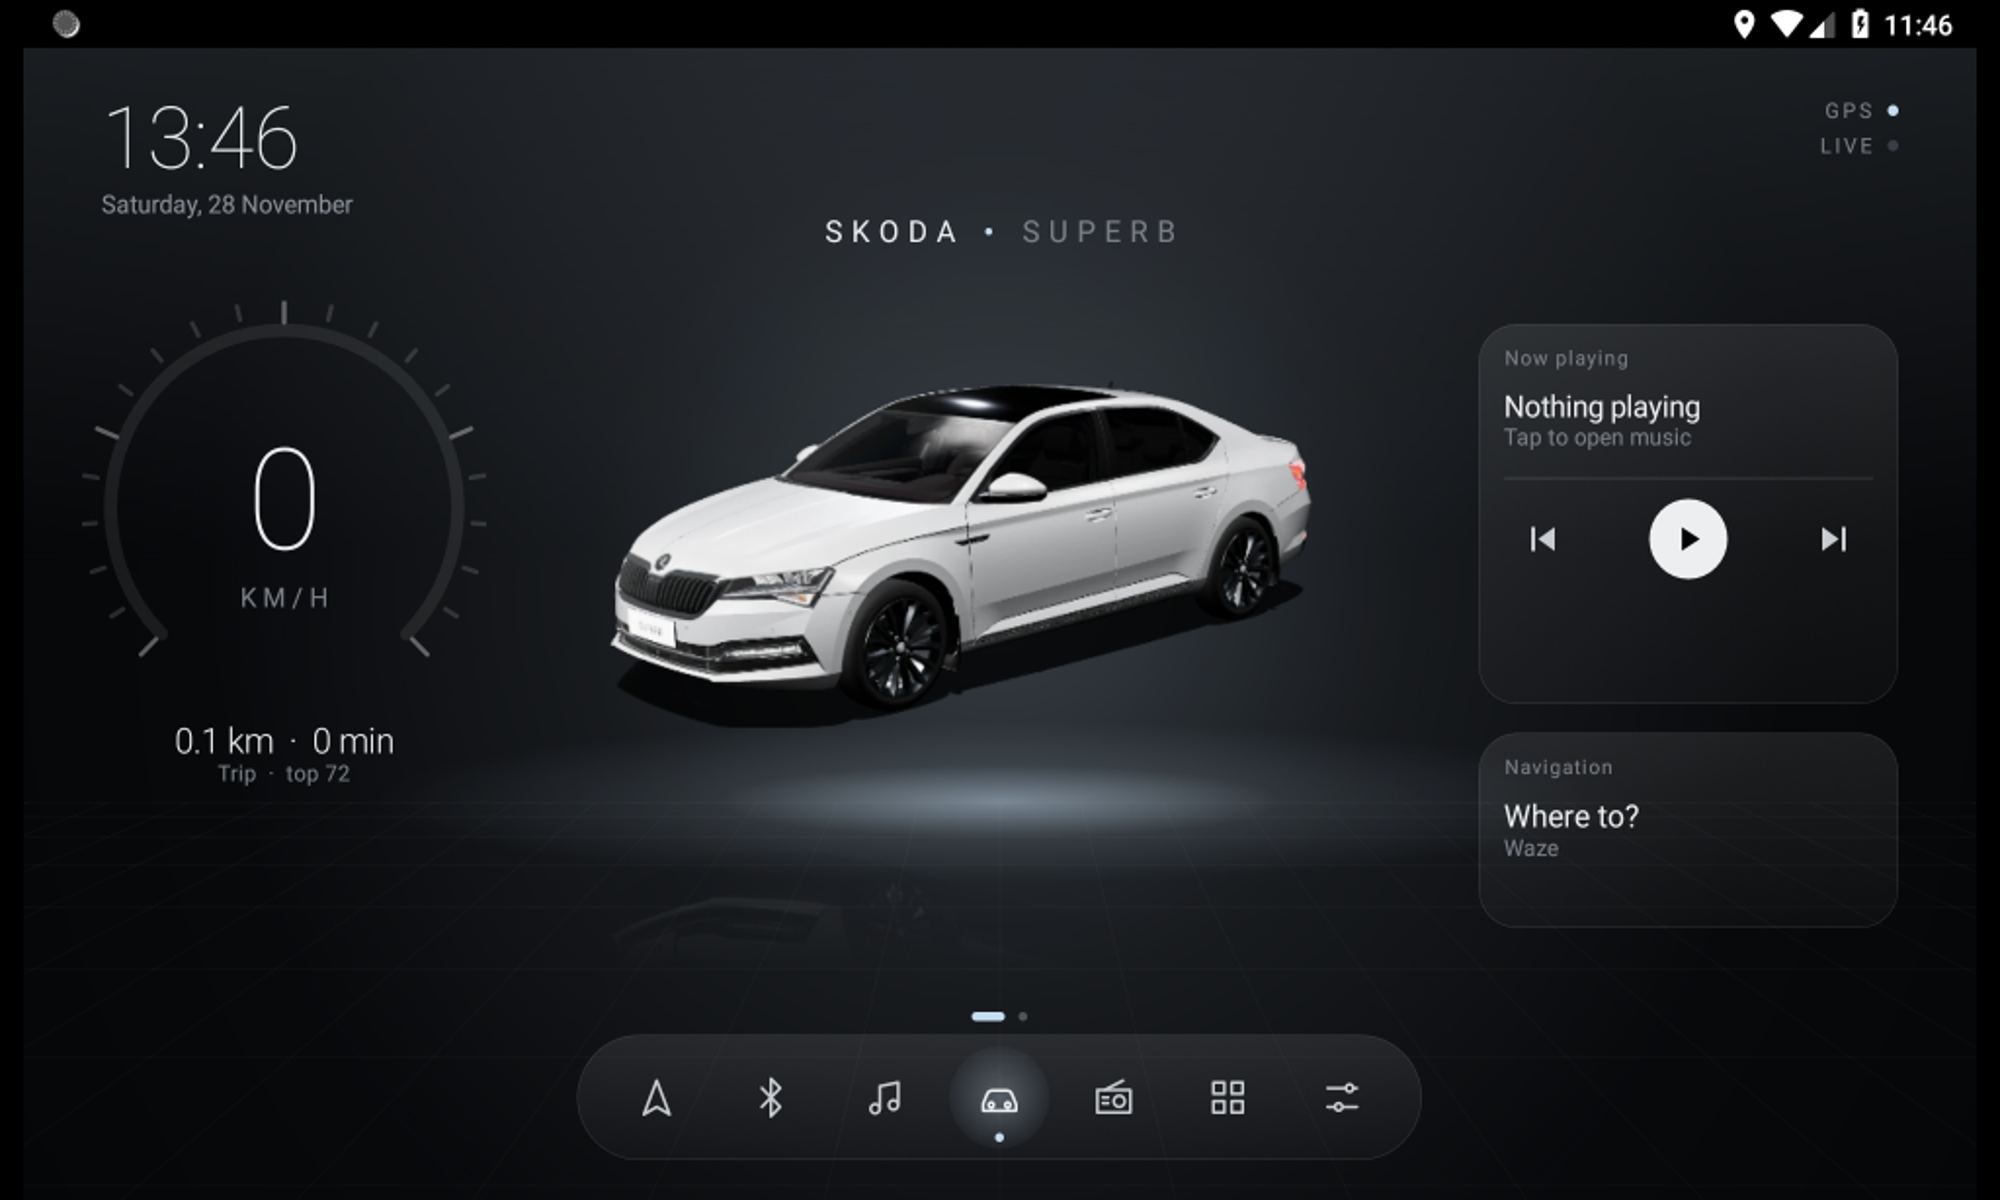 11:46
13:46
Saturday, 28 November
GPS
LIVE
SKODA • SUPERB
0
KM/H
0.1 km · 0 min
Trip · top 72
Now playing
Nothing playing
Tap to open music
Navigation
Where to?
Waze